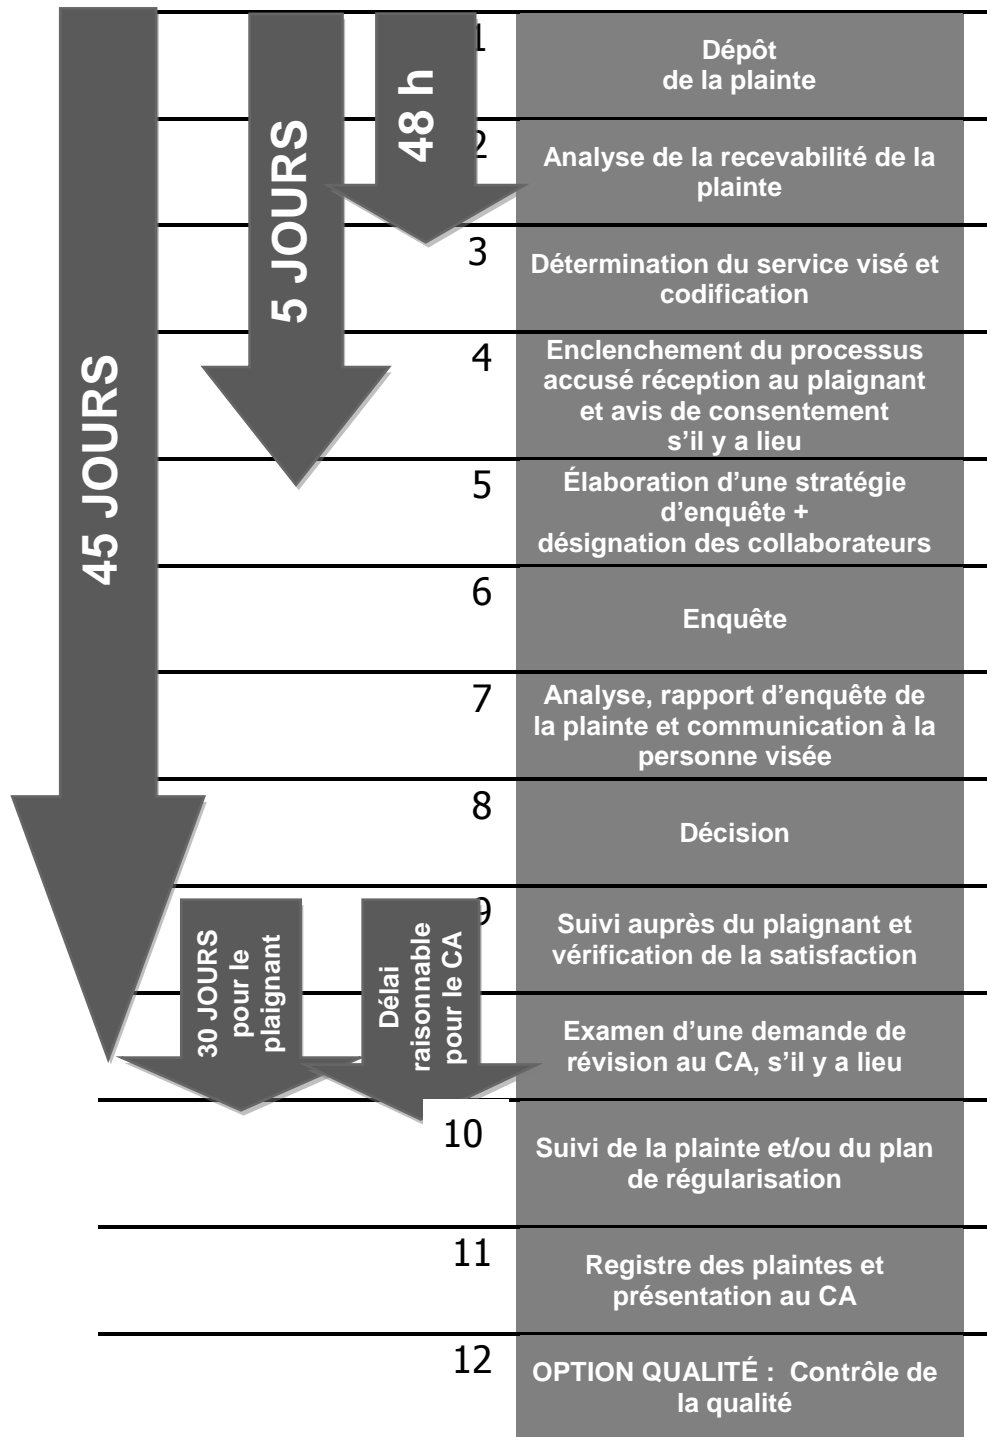 45 JOURS
5 JOURS
48 h
1
Dépôt
de la plainte
2
Analyse de la recevabilité de la
plainte
3
Détermination du service visé et
codification
4
Enclenchement du processus
accusé réception au plaignant
et avis de consentement
s’il y a lieu
5
Élaboration d’une stratégie
d’enquête +
désignation des collaborateurs
6
Enquête
7
Analyse, rapport d’enquête de
la plainte et communication à la
personne visée
8
Décision
30 JOURS
pour le
plaignant
Délai
raisonnable
pour le CA
9
Suivi auprès du plaignant et
vérification de la satisfaction
Examen d’une demande de
révision au CA, s’il y a lieu
10
Suivi de la plainte et/ou du plan
de régularisation
11
Registre des plaintes et
présentation au CA
12
OPTION QUALITÉ : Contrôle de
la qualité